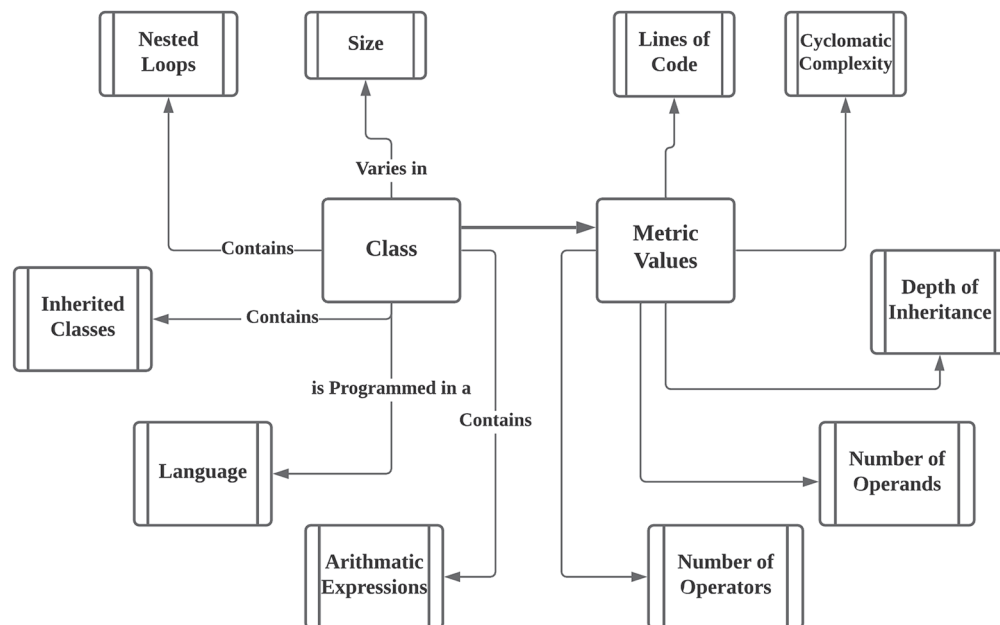 Nested
Loops
Size
Lines of
Code
Cyclomatic
Complexity
Varies in
Class
Metric
Values
Contains
Inherited
Classes
Contains
Depth of
Inheritance
is Programmed in a
Contains
Language
Number of
Operands
Arithmatic
Expressions
Number of
Operators